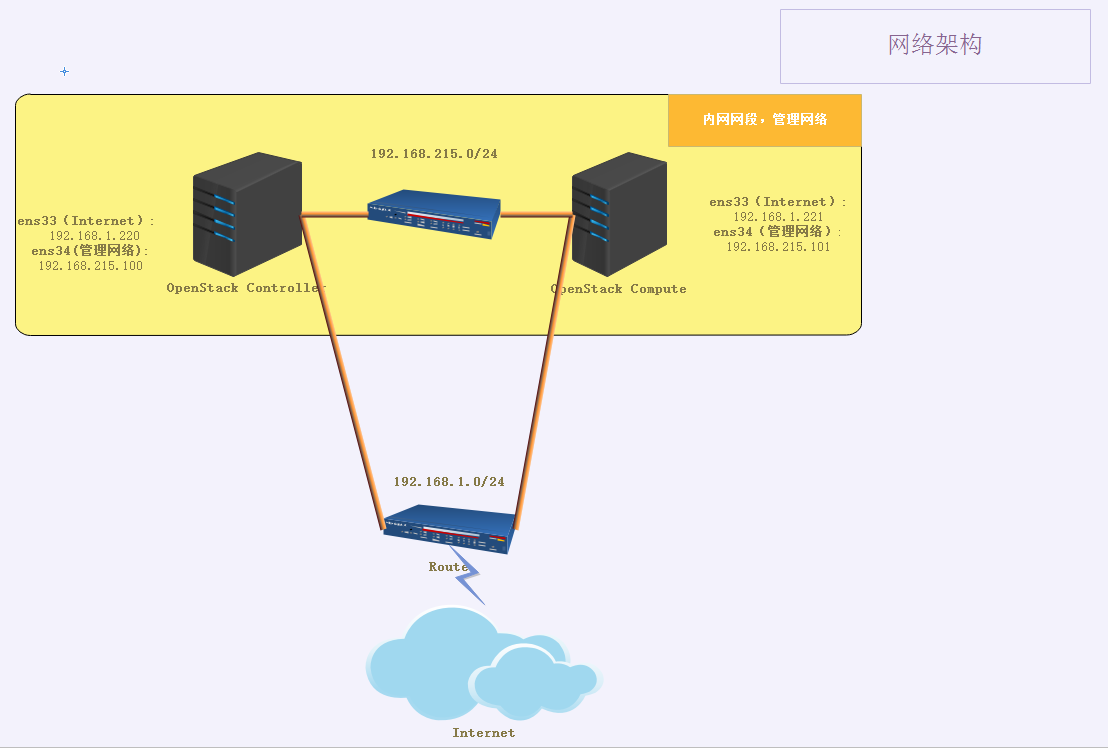 网络架构
内网网段，管理网络
192.168.215.0/24
ens33（Internet）:
192.168.1.220
ens34(管理网络):
192.168.215.100
ens33（Internet）:
192.168.1.221
ens34（管理网络）:
192.168.215.101
OpenStack Controller
OpenStack Compute
192.168.1.0/24
Route
Internet